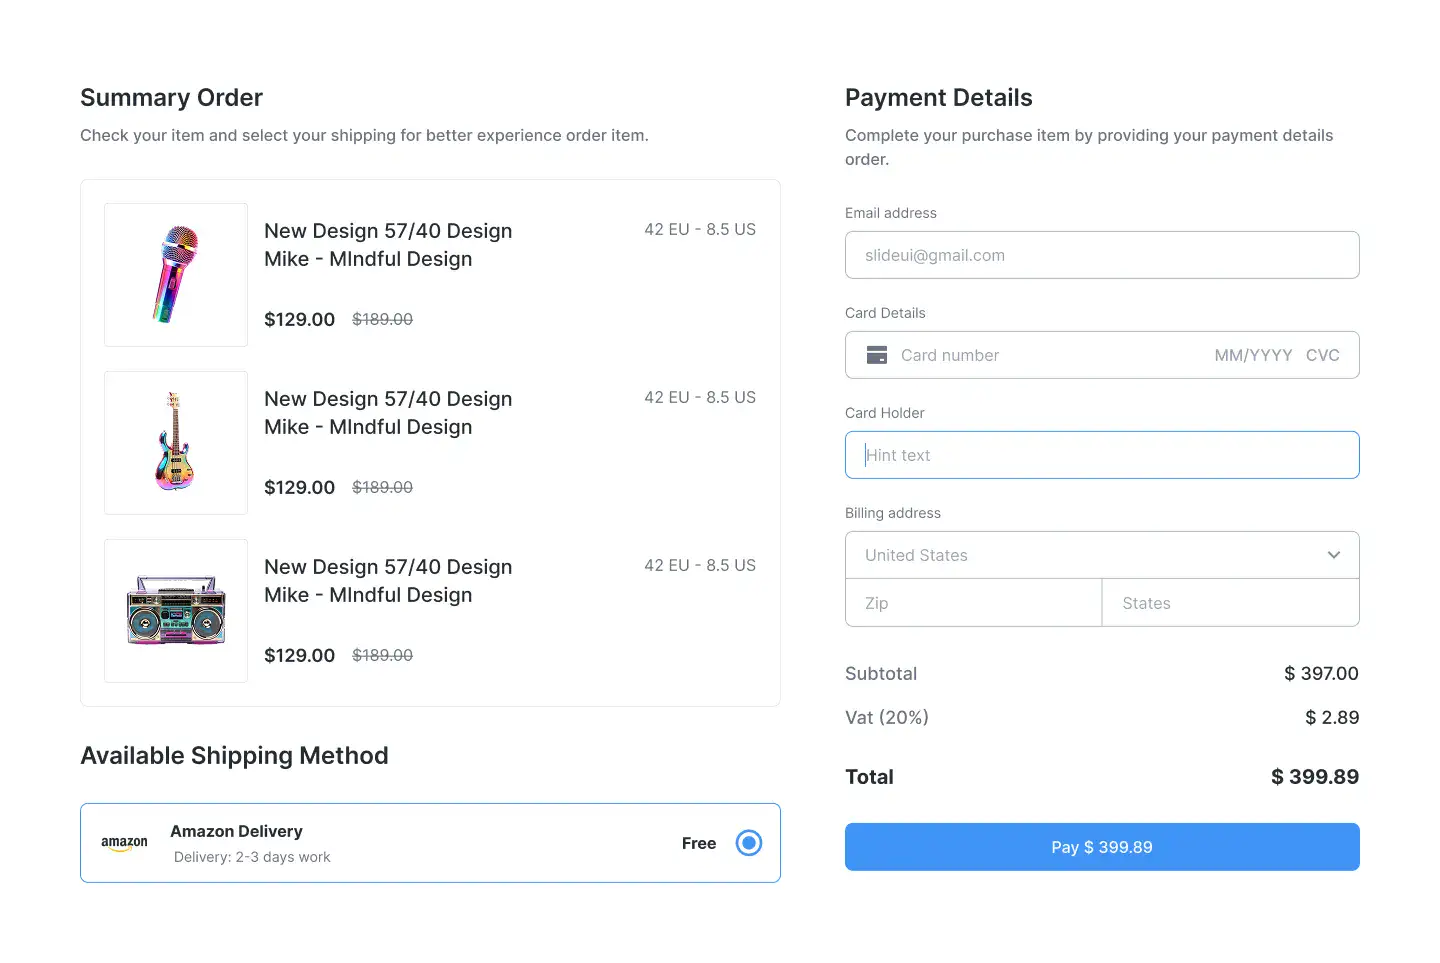 Summary Order
Check your item and select your shipping for better experience order item.
New Design 57/40 Design
Mike - MIndful Design
42 EU - 8.5 US
$129.00 $189.00
New Design 57/40 Design
Mike - MIndful Design
42 EU - 8.5 US
$129.00 $189.00
New Design 57/40 Design
Mike - MIndful Design
42 EU - 8.5 US
$129.00 $189.00
Available Shipping Method
amazon
Amazon Delivery
Delivery: 2-3 days work
Free
Payment Details
Complete your purchase item by providing your payment details
order.
Email address
slideui@gmail.com
Card Details
Card number MM/YYYY CVC
Card Holder
Hint text
Billing address
United States
Zip States
Subtotal $ 397.00
Vat (20%) $ 2.89
Total $ 399.89
Pay $ 399.89